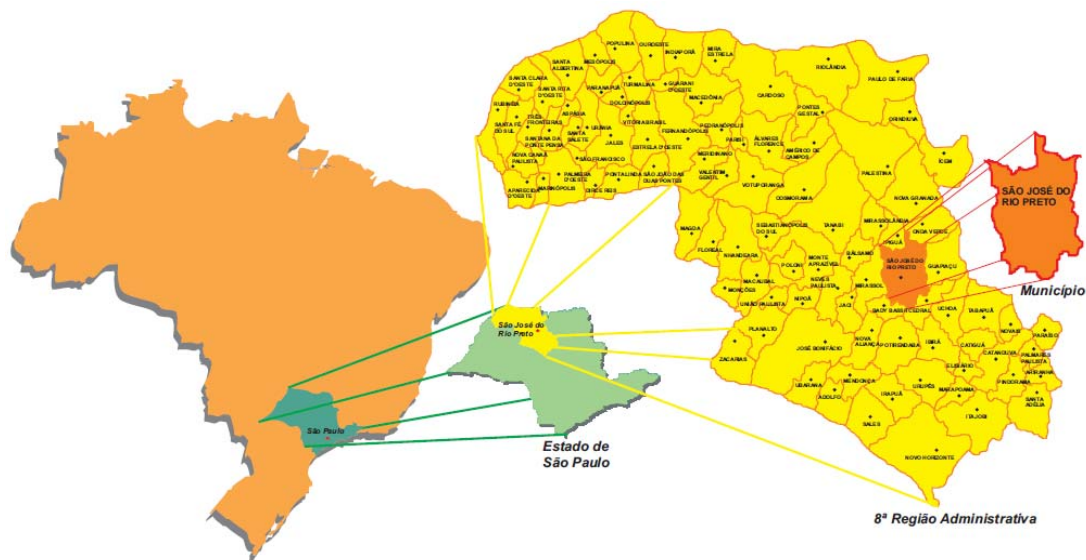 POPULINA
OUROESTE
INDIAPORÃ
MIRA
ESTRELA
SANTA
ALBERTINA
MESÓPOLIS
RIOLÂNDIA
PAULO DE FARIA
SANTA CLARA
D'OESTE
SANTA RITA
D'OESTE
PARANAPUÃ
TURMALINA
GUARANI
D'OESTE
CARDOSO
RUBINÉIA
DOLCINÓPOLIS
MACEDÔNIA
PONTES
GESTAL
ORINDIUVA
SANTA FÉ
DO SUL
TRÊS
FRONTEIRAS
ASPASIA
URÂNIA
VITÓRIA BRASIL
FERNANDÓPOLIS
PEDRANÓPOLIS
SANTANA DA
PONTE PENSA
SANTA
SALETE
JALES
ESTRELA D'OESTE
PARISI
ÁLVARES
FLORENCE
AMÉRICO DE
CAMPOS
NOVA CANAÃ
PAULISTA
SÃO FRANCISCO
MERIDIANO
ICEM
PALMEIRA
D'OESTE
PONTALINDA
SÃO JOÃO DAS
DUAS PONTES
VALENTIM
GENTIL
VOTUPORANGA
PALESTINA
APARECIDA
D'OESTE
MARINÓPOLIS
DIRCE REIS
COSMORAMA
NOVA GRANADA
SÃO JOSÉ DO
RIO PRETO
Município
MAGDA
FLOREAL
SEBASTIANÓPOLIS
DO SUL
TANABI
MIRASSOLÂNDIA
ONDA VERDE
IPIGUÁ
NHANDEARA
MONTE
APRAZÍVEL
BÁLSAMO
SÃO JOSÉ DO
RIO PRETO
GUAPIAÇU
MACAUBAL
POLONI
NEVES
PAULISTA
MIRASSOL
MONÇÕES
UNIÃO PAULISTA
NIPOÃ
JACI
BADY BASSITT
CEDRAL
UCHOA
TABAPUÃ
São José do
Rio Preto
PLANALTO
ZACARIAS
JOSÉ BONIFÁCIO
NOVA
ALIANÇA
POTIRENDABA
IBIRÁ
CATIGUÁ
NOVAIS
PARAÍSO
CATANDUVA
PALMARES
PAULISTA
ELISIÁRIO
ARIRANHA
PINDORAMA
UBARANA
MENDONÇA
ADOLFO
IRAPUÃ
URUPÊS
MARAPOAMA
SANTA
ADÉLIA
ITAJOBI
SALES
NOVO HORIZONTE
São Paulo
Estado de
São Paulo
8ª Região Administrativa